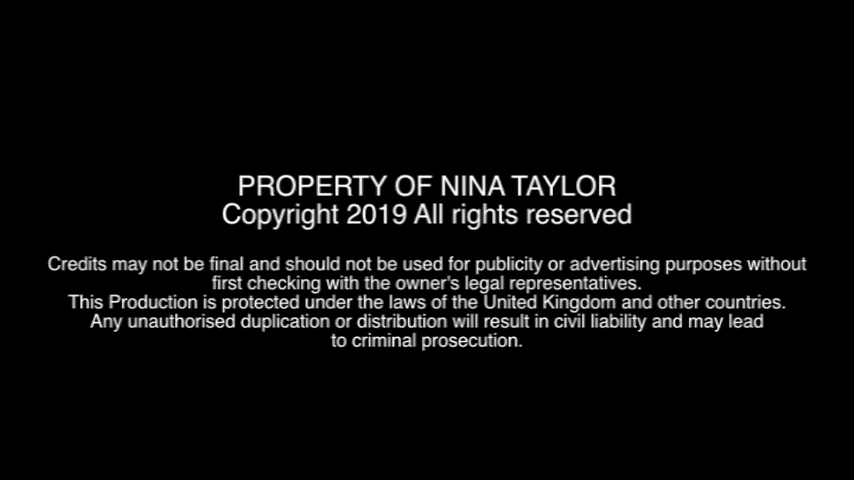 PROPERTY OF NINA TAYLOR
Copyright 2019 All rights reserved
Credits may not be final and should not be used for publicity or advertising purposes without
first checking with the owner's legal representatives.
This Production is protected under the laws of the United Kingdom and other countries.
Any unauthorised duplication or distribution will result in civil liability and may lead
to criminal prosecution.